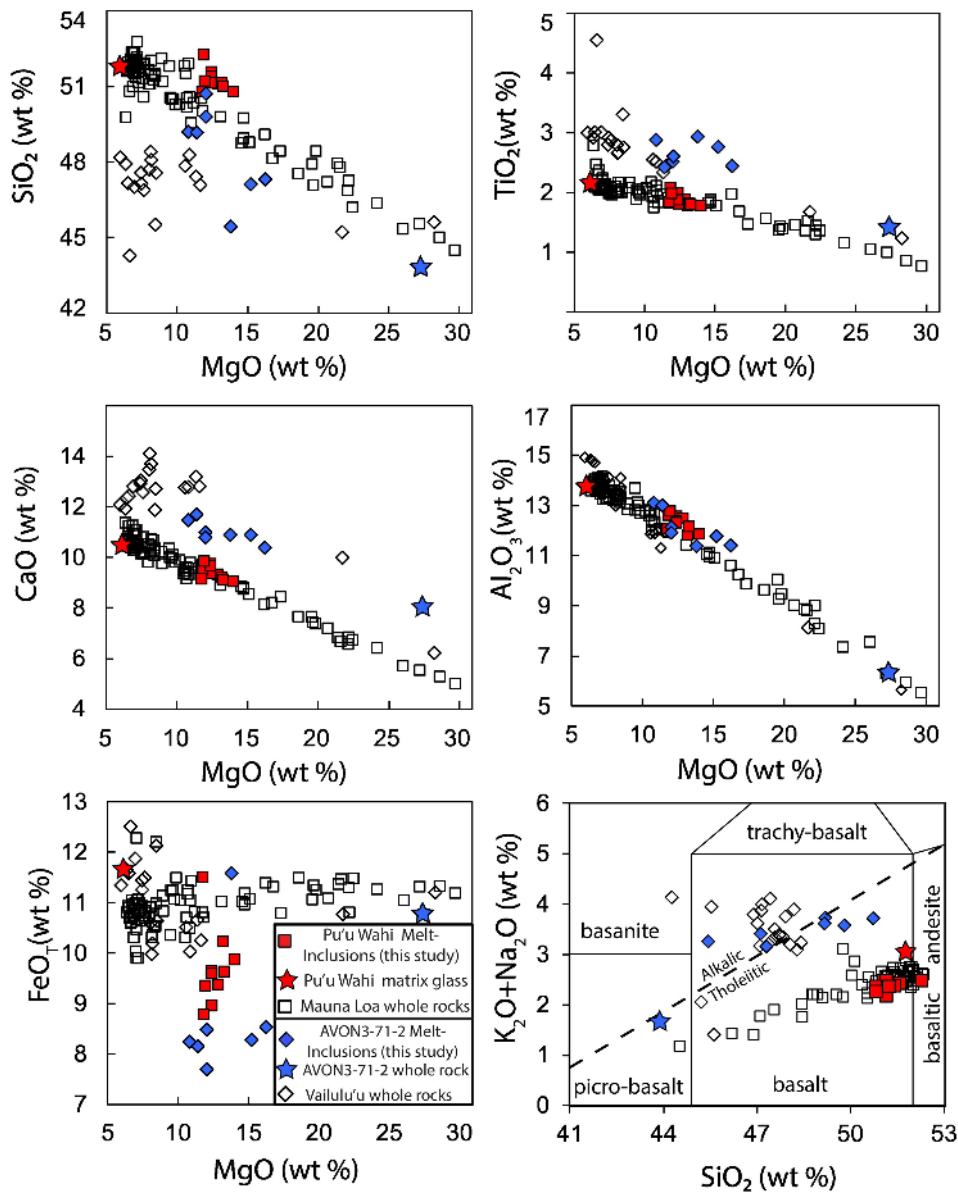 54
51
48
45
42
SiO₂ (wt %)
5 10 15 20 25 30
MgO (wt %)
5
4
3
2
1
TiO₂(wt %)
5 10 15 20 25 30
MgO (wt %)
16
14
12
10
8
6
4
CaO (wt %)
5 10 15 20 25 30
MgO (wt %)
17
15
13
11
9
7
5
Al₂O₃ (wt %)
5 10 15 20 25 30
MgO (wt %)
13
12
11
10
9
8
7
FeO_T(wt %)
Pu'u Wahi Melt-
Inclusions (this study)
Pu'u Wahi matrix glass
Mauna Loa whole rocks
AVON3-71-2 Melt-
Inclusions (this study)
AVON3-71-2 whole rock
Vailulu'u whole rocks
5 10 15 20 25 30
MgO (wt %)
6
5
4
3
2
1
0
K₂O+Na₂O (wt %)
trachy-basalt
basanite
Alkalic
Tholeitic
basaltic andesite
picro-basalt
basalt
41 44 47 50 53
SiO₂ (wt %)